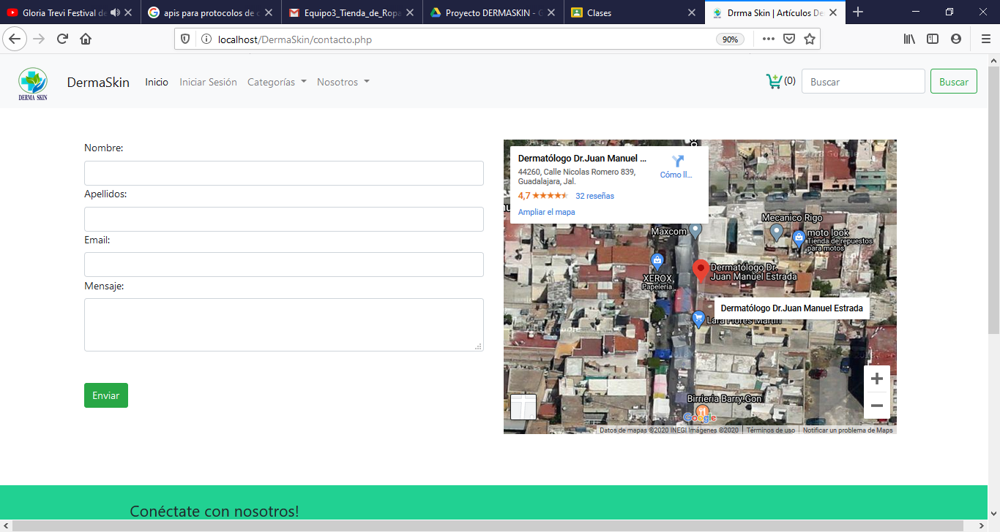 Gloria Trevi Festival de
apis para protocolos de c
Equipo3_Tienda_de_Ropa
Proyecto DERMASKIN - G
Clases
Drrma Skin | Artículos De
localhost/DermaSkin/contacto.php
90%
DERMA SKIN
DermaSkin
Inicio
Iniciar Sesión
Categorías
Nosotros
(0)
Buscar
Buscar
Nombre:
Apellidos:
Email:
Mensaje:
Enviar
Dermatólogo Dr.Juan Manuel ...
44260, Calle Nicolas Romero 839,
Guadalajara, Jal.
4,7
32 reseñas
Ampliar el mapa
Cómo ll...
Mecanico Rigo
Maxcom
moto look
Tienda de repuestos
para motos
XEROX
Papelería
Dermatólogo Dr.
Juan Manuel Estrada
Dermatólogo Dr.Juan Manuel Estrada
Lara Flores Martin
Birrieria Barry.Gon
Google
Datos de mapas ©2020 INEGI Imágenes ©2020
Términos de uso
Notificar un problema de Maps
Conéctate con nosotros!